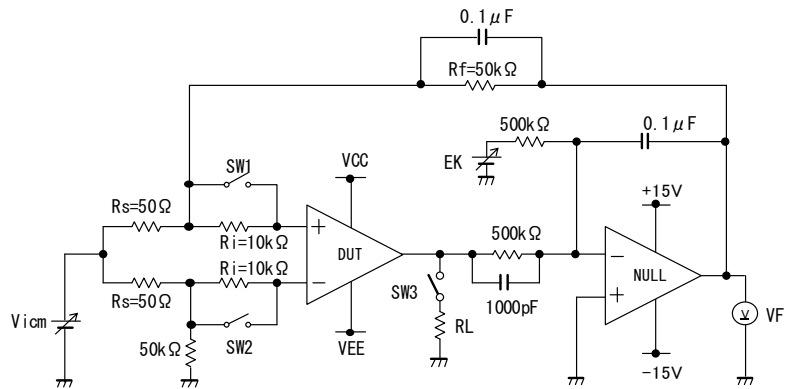 0.1μF
Rf=50kΩ
500kΩ
0.1μF
EK
SW1
VCC
+15V
Rs=50Ω
Ri=10kΩ
+
DUT
−
500kΩ
−
NULL
+
Ri=10kΩ
Rs=50Ω
Vicm
SW3
1000pF
V
VF
50kΩ
SW2
VEE
RL
−15V